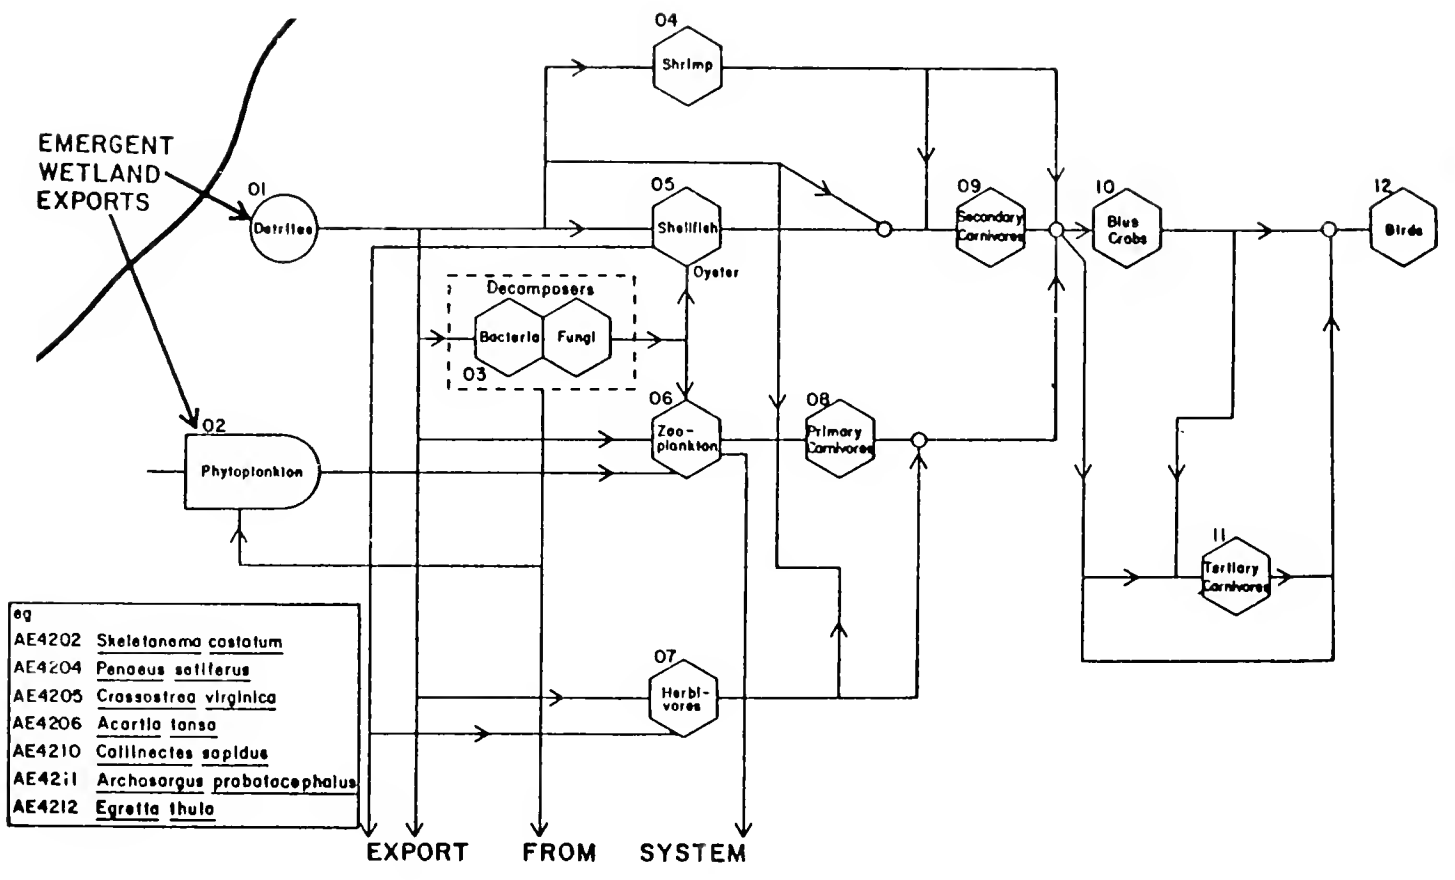 04
Shrimp
EMERGENT
WETLAND
EXPORTS
01
Detritus
05
Shellfish
Oyster
09
Secondary
Carnivores
10
Blue
Crabs
12
Birds
Decomposers
Bacteria
Fungi
03
02
Phytoplankton
06
Zoo-
plankton
08
Primary
Carnivores
11
Tertiary
Carnivores
07
Herbi-
vores
eg
AE4202 Skeletonema costatum
AE4204 Penaeus setiferus
AE4205 Crassostrea virginica
AE4206 Acartia tonsa
AE4210 Callinectes sapidus
AE4211 Archosargus probatocephalus
AE4212 Egretta thula
EXPORT FROM SYSTEM